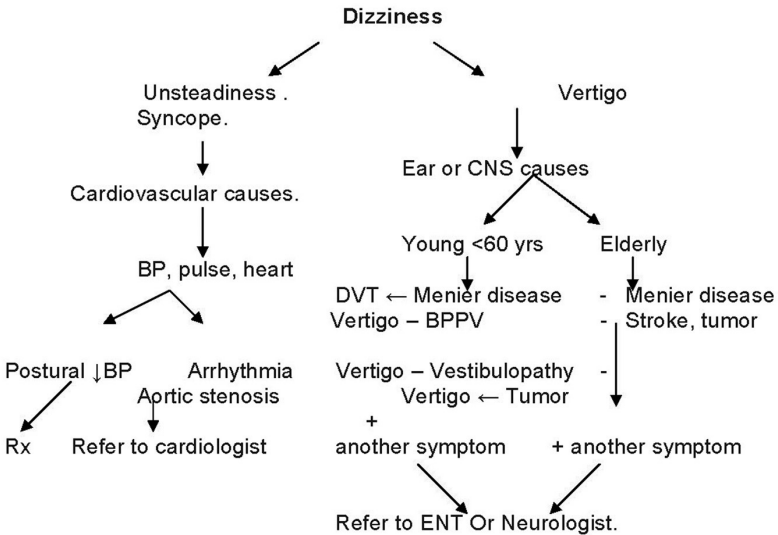 Dizziness
Unsteadiness .
Syncope.
Vertigo
Ear or CNS causes
Cardiovascular causes.
Young <60 yrs
Elderly
BP, pulse, heart
DVT ← Menier disease
- Menier disease
Vertigo – BPPV
- Stroke, tumor
Postural ↓BP
Arrhythmia
Aortic stenosis
Vertigo – Vestibulopathy
-
Vertigo ← Tumor
+
Rx
Refer to cardiologist
another symptom
+ another symptom
Refer to ENT Or Neurologist.